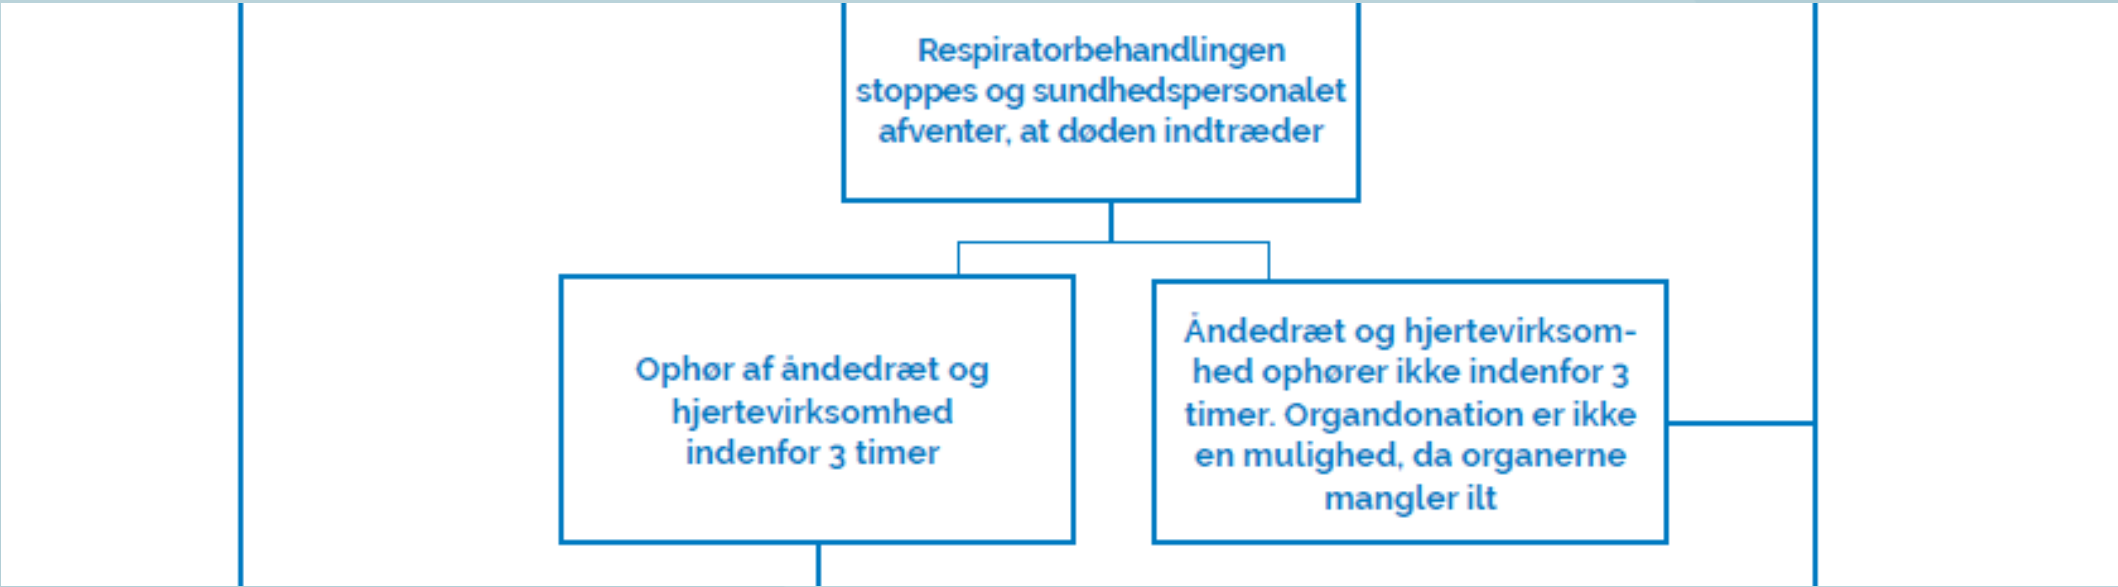 Respiratorbehandlingen
stoppes og sundhedspersonalet
afventer, at døden indtræder
Ophør af åndedræt og
hjertevirksomhed
indenfor 3 timer
Åndedræt og hjertevirksom-
hed ophører ikke indenfor 3
timer. Organdonation er ikke
en mulighed, da organerne
mangler ilt